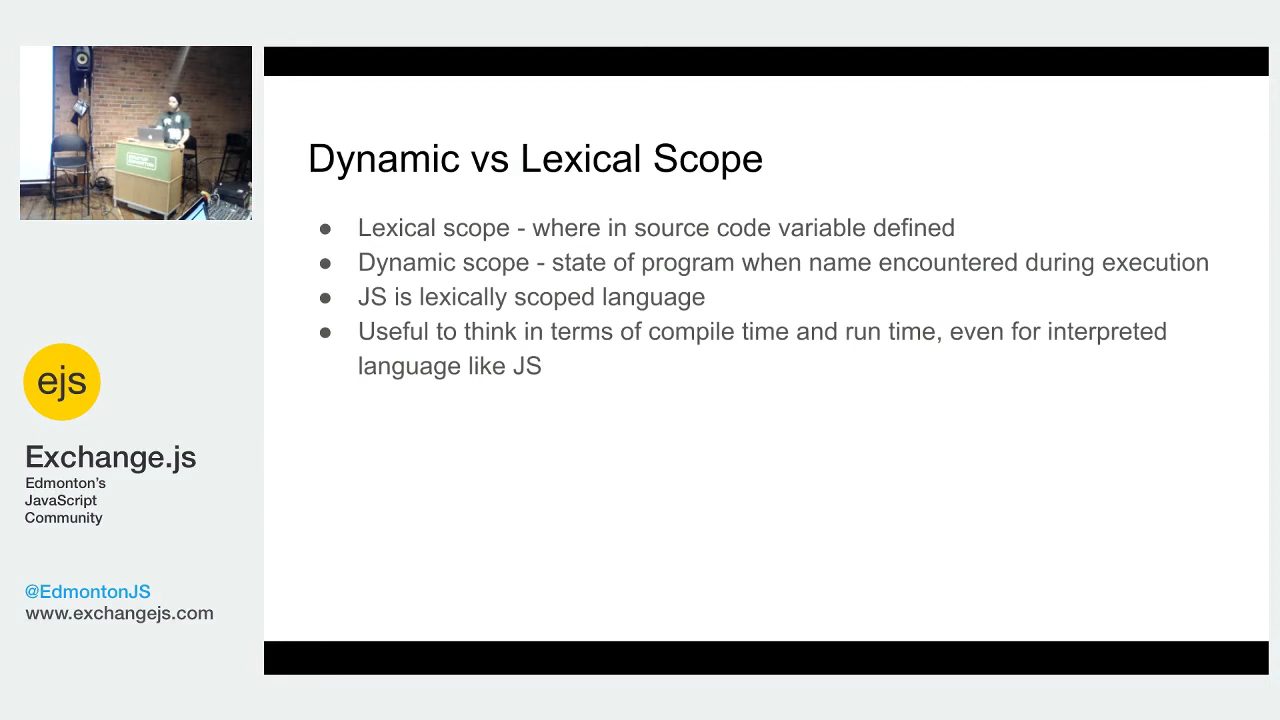 Dynamic vs Lexical Scope
● Lexical scope - where in source code variable defined
● Dynamic scope - state of program when name encountered during execution
● JS is lexically scoped language
● Useful to think in terms of compile time and run time, even for interpreted
language like JS
ejs
Exchange.js
Edmonton's
JavaScript
Community
@EdmontonJS
www.exchangejs.com